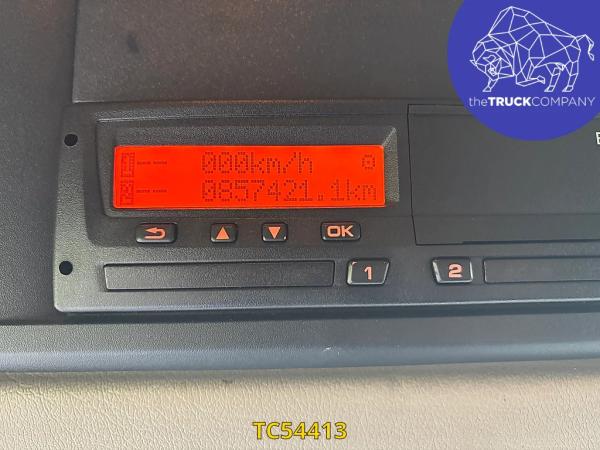 theTRUCKCOMPANY
000km/h
0857421.1km
OK
1
2
TC54413